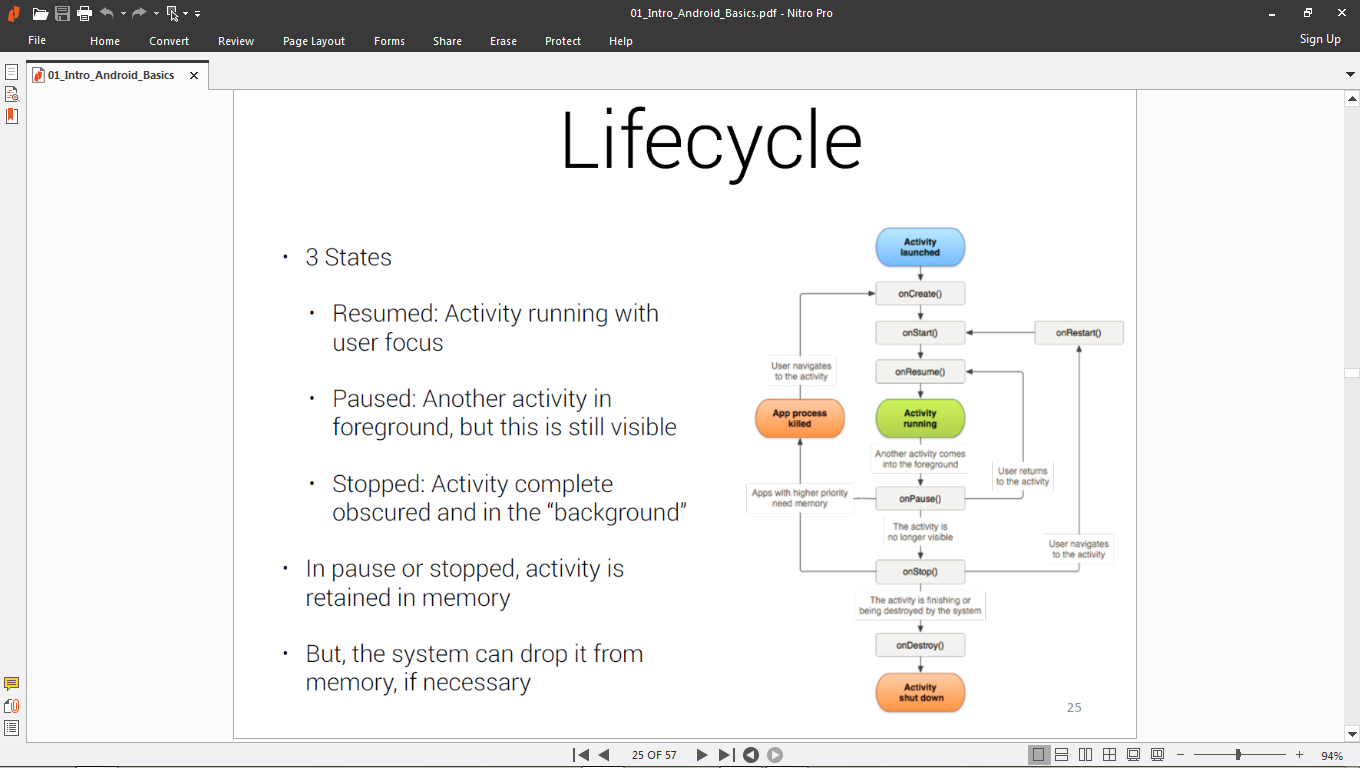 01_Intro_Android_Basics.pdf - Nitro Pro
File Home Convert Review Page Layout Forms Share Erase Protect Help Sign Up
01_Intro_Android_Basics
Lifecycle
• 3 States
• Resumed: Activity running with
user focus
• Paused: Another activity in
foreground, but this is still visible
• Stopped: Activity complete
obscured and in the “background”
• In pause or stopped, activity is
retained in memory
• But, the system can drop it from
memory, if necessary
Activity
launched
onCreate()
onStart()
onRestart()
onResume()
User navigates
to the activity
App process
killed
Activity
running
Another activity comes
into the foreground
User returns
to the activity
Apps with higher priority
need memory
onPause()
The activity is
no longer visible
User navigates
to the activity
onStop()
The activity is finishing or
being destroyed by the system
onDestroy()
Activity
shut down
25
25 OF 57
94%